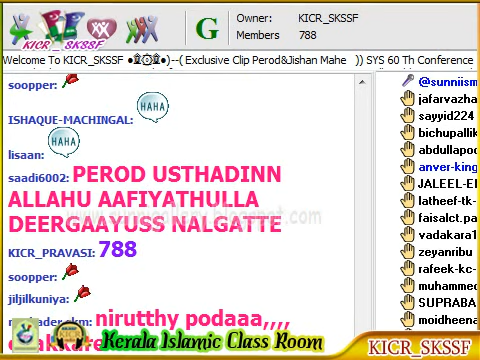 Owner: KICR_SKSSF
Members 788
G
KICR_ SKSSF
Welcome To KICR_SKSSF ●۩۞۩●)--( Exclusive Clip Perod&Jishan Mahe )) SYS 60 Th Conference
soopper:
ISHAQUE-MACHINGAL: HAHA
lisaan: HAHA
saadi6002: PEROD USTHADINN
ALLAHU AAFIYATHULLA
DEERGAAYUSS NALGATTE
KICR_PRAVASI: 788
soopper:
jiljilkuniya:
nirutthy podaaa,,,,
@sunniism
jafarvazha
sayyid224
bichupallik
abdullapoo
anver-king
JALEEL-EI
latheef-tk-
faisalct.pa
vadakara1
zeyanribu
rafeek-kc-
muhammed
SUPRABA
moidheena
Kerala Islamic Class Room
KICR_SKSSF